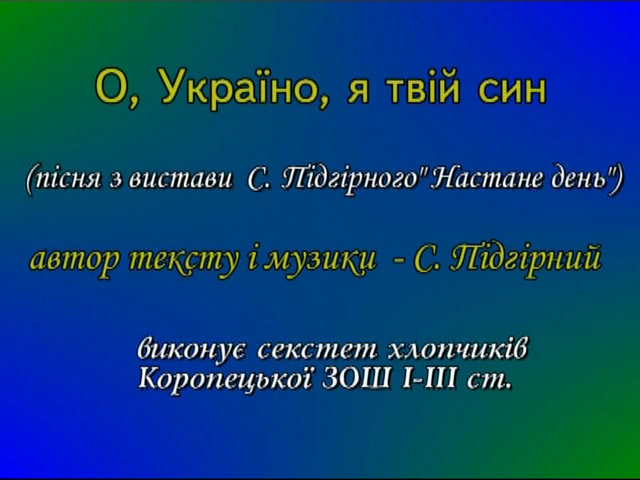 О, Україно, я твій син
(пісня з вистави С. Підгірного" Настане день")
автор тексту і музики - С. Підгірний
виконує секстет хлопчиків
Коропецької ЗОШ І-ІІІ ст.